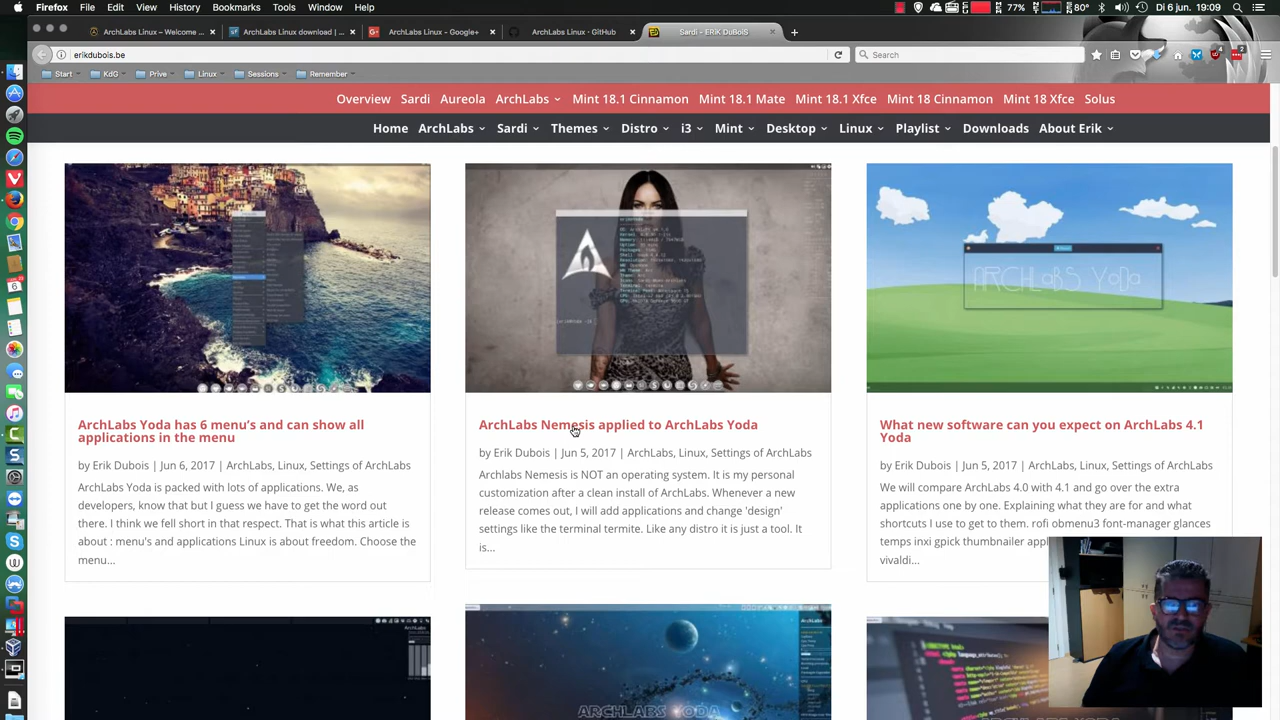 Firefox File Edit View History Bookmarks Tools Window Help 77% 80° Di 6 jun. 19:09
ArchLabs Linux – Welcome ...
ArchLabs Linux download | ...
ArchLabs Linux - Google+
ArchLabs Linux · GitHub
Sardi - ERiK DuBoiS
erikdubois.be
Search
Start KdG Prive Linux Sessions Remember
Overview Sardi Aureola ArchLabs Mint 18.1 Cinnamon Mint 18.1 Mate Mint 18.1 Xfce Mint 18 Cinnamon Mint 18 Xfce Solus
Home ArchLabs Sardi Themes Distro i3 Mint Desktop Linux Playlist Downloads About Erik
ARCHLABS YODA
ArchLabs Yoda has 6 menu's and can show all
applications in the menu
by Erik Dubois | Jun 6, 2017 | ArchLabs, Linux, Settings of ArchLabs
ArchLabs Yoda is packed with lots of applications. We, as
developers, know that but I guess we have to get the word out
there. I think we fell short in that respect. That is what this article is
about : menu's and applications Linux is about freedom. Choose the
menu...
ArchLabs Nemesis applied to ArchLabs Yoda
by Erik Dubois | Jun 5, 2017 | ArchLabs, Linux, Settings of ArchLabs
Archlabs Nemesis is NOT an operating system. It is my personal
customization after a clean install of ArchLabs. Whenever a new
release comes out, I will add applications and change 'design'
settings like the terminal termite. Like any distro it is just a tool. It
is...
What new software can you expect on ArchLabs 4.1
Yoda
by Erik Dubois | Jun 5, 2017 | ArchLabs, Linux, Settings of ArchLabs
We will compare ArchLabs 4.0 with 4.1 and go over the extra
applications one by one. Explaining what they are for and what
shortcuts I use to get to them. rofi obmenu3 font-manager glances
temps inxi gpick thumbnailer
vivaldi...
ArchLabs
ArchLabs
ARCHLABS YODA